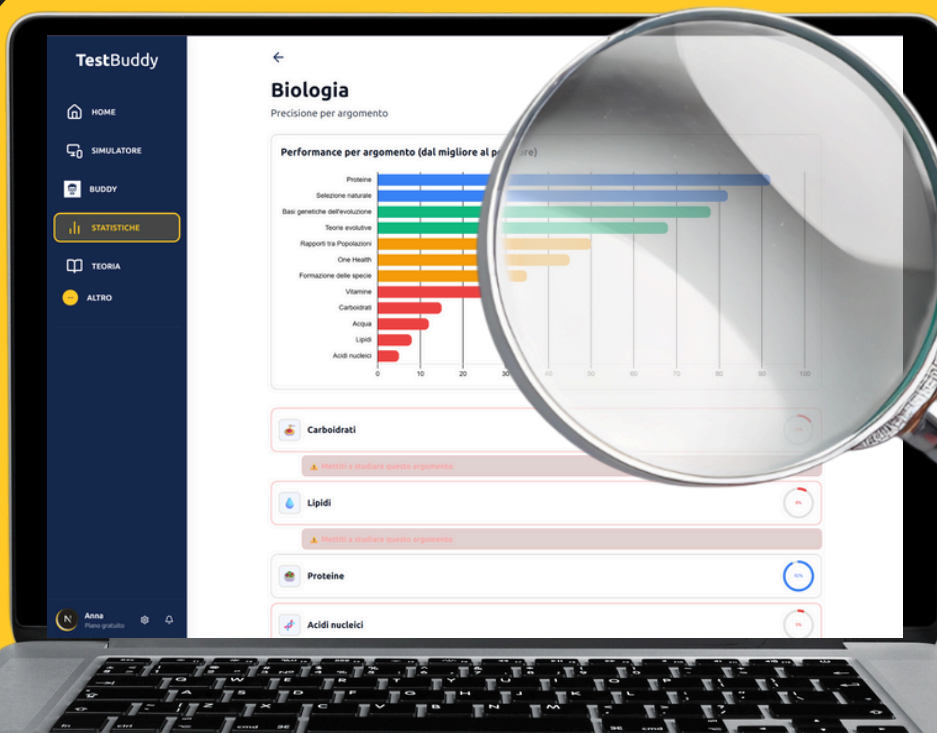 TestBuddy
HOME
SIMULATORE
BUDDY
STATISTICHE
TEORIA
ALTRO
Anna
Piano gratuito
Biologia
Precisione per argomento
Performance per argomento (dal migliore al
Proteine
Selezione naturale
Basi genetiche dell'evoluzione
Teorie evolutive
Rapporti tra Popolazioni
One Health
Formazione delle specie
Vitamine
Carboidrati
Acqua
Lipidi
Acidi nucleici
0 10 20 30 40 50 60 70 80 90 100
Carboidrati
⚠ Mettiti a studiare questo argomento.
Lipidi
⚠ Mettiti a studiare questo argomento.
Proteine
Acidi nucleici
Q W E R T Y U I O P
A S D F G H J K L
Z X C V B N M
fn ctrl cmd